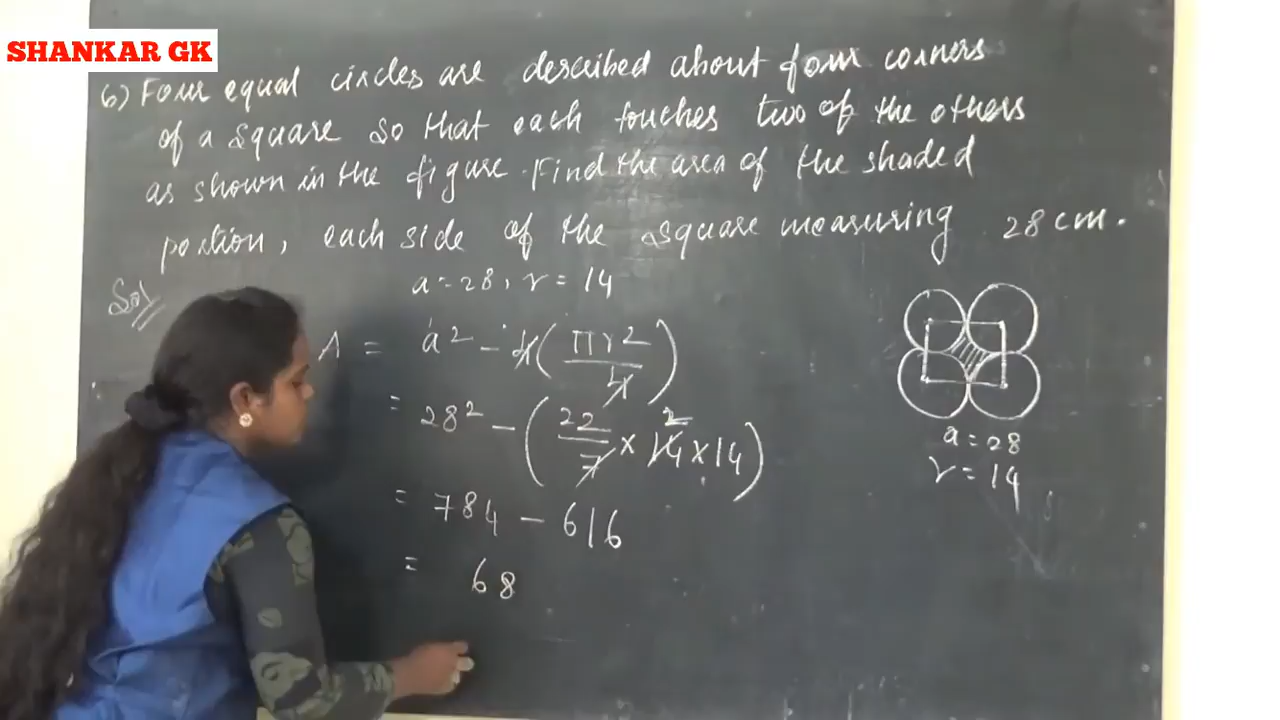 SHANKAR GK
6) Four equal circles are described about four corners
of a square so that each touches two of the others
as shown in the figure. Find the area of the shaded
portion, each side of the square measuring 28 cm.
Sol
a = 28, r = 14
A = a² - 4(πr²/4)
= 28² - (22/7 × 14 2 × 14)
= 784 - 616
= 68
a = 28
r = 14